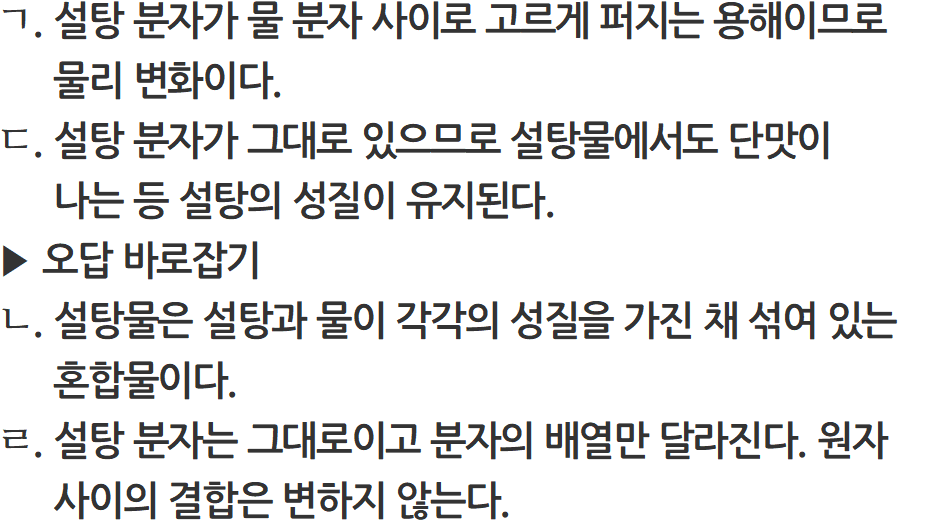 ㄱ. 설탕 분자가 물 분자 사이로 고르게 퍼지는 용해이므로
물리 변화이다.
ㄷ. 설탕 분자가 그대로 있으므로 설탕물에서도 단맛이
나는 등 설탕의 성질이 유지된다.
▶ 오답 바로잡기
ㄴ. 설탕물은 설탕과 물이 각각의 성질을 가진 채 섞여 있는
혼합물이다.
ㄹ. 설탕 분자는 그대로이고 분자의 배열만 달라진다. 원자
사이의 결합은 변하지 않는다.